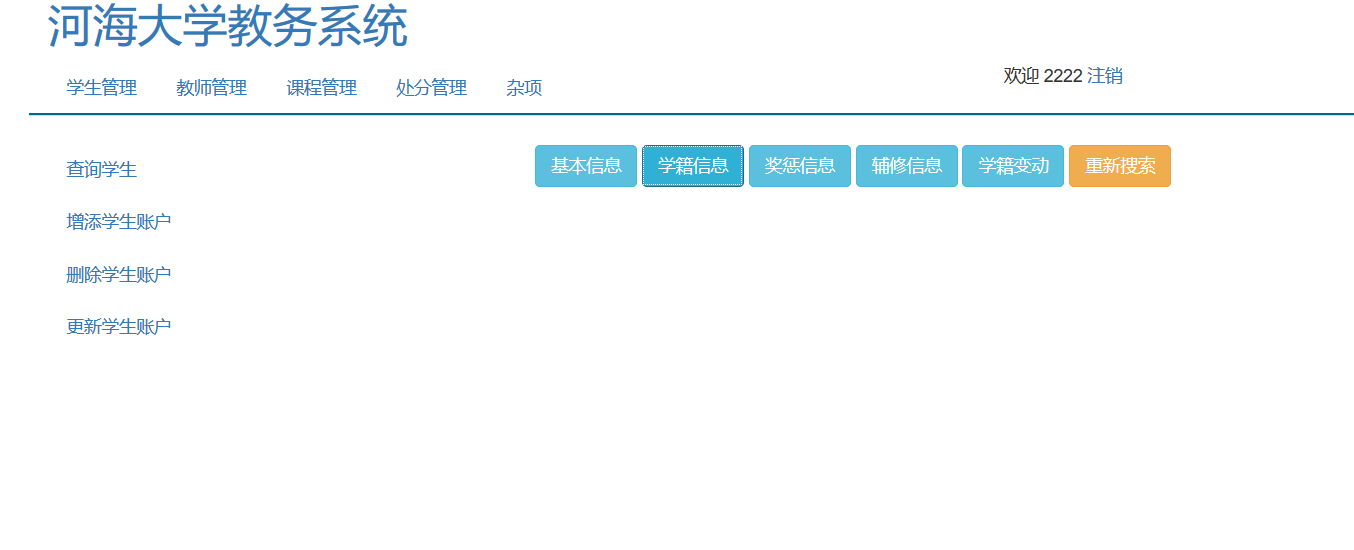 河海大学教务系统
学生管理 教师管理 课程管理 处分管理 杂项 欢迎 2222 注销
查询学生 基本信息 学籍信息 奖惩信息 辅修信息 学籍变动 重新搜索
增添学生账户
删除学生账户
更新学生账户